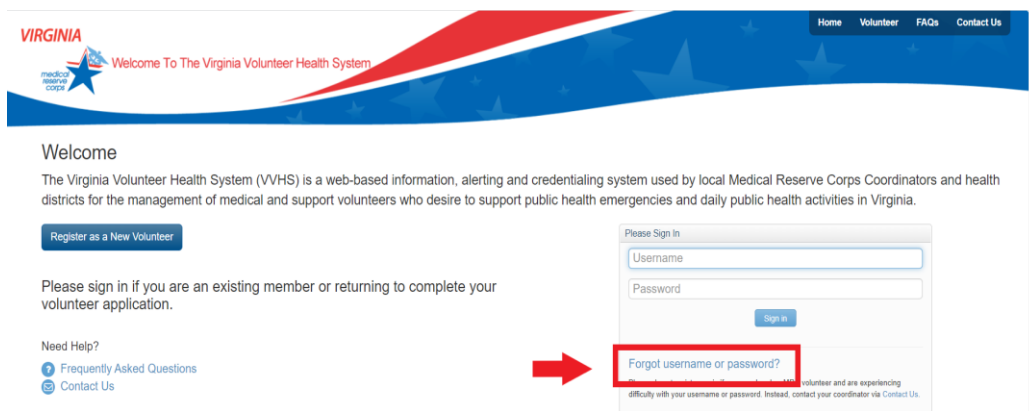 Home Volunteer FAQs Contact Us
VIRGINIA
medical
reserve
corps
Welcome To The Virginia Volunteer Health System
Welcome
The Virginia Volunteer Health System (VVHS) is a web-based information, alerting and credentialing system used by local Medical Reserve Corps Coordinators and health
districts for the management of medical and support volunteers who desire to support public health emergencies and daily public health activities in Virginia.
Register as a New Volunteer
Please sign in if you are an existing member or returning to complete your
volunteer application.
Need Help?
Frequently Asked Questions
Contact Us
Please Sign In
Username
Password
Sign in
Forgot username or password?
volunteer and are experiencing
difficulty with your username or password. Instead, contact your coordinator via Contact Us.